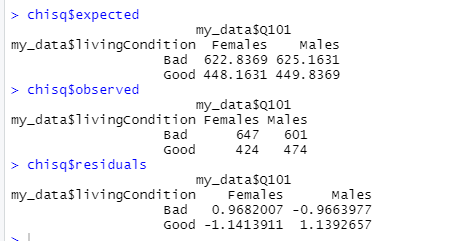 > chisq$expected
my_data$Q101
my_data$livingCondition Females Males
Bad 622.8369 625.1631
Good 448.1631 449.8369
> chisq$observed
my_data$Q101
my_data$livingCondition Females Males
Bad 647 601
Good 424 474
> chisq$residuals
my_data$Q101
my_data$livingCondition Females Males
Bad 0.9682007 -0.9663977
Good -1.1413911 1.1392657
>